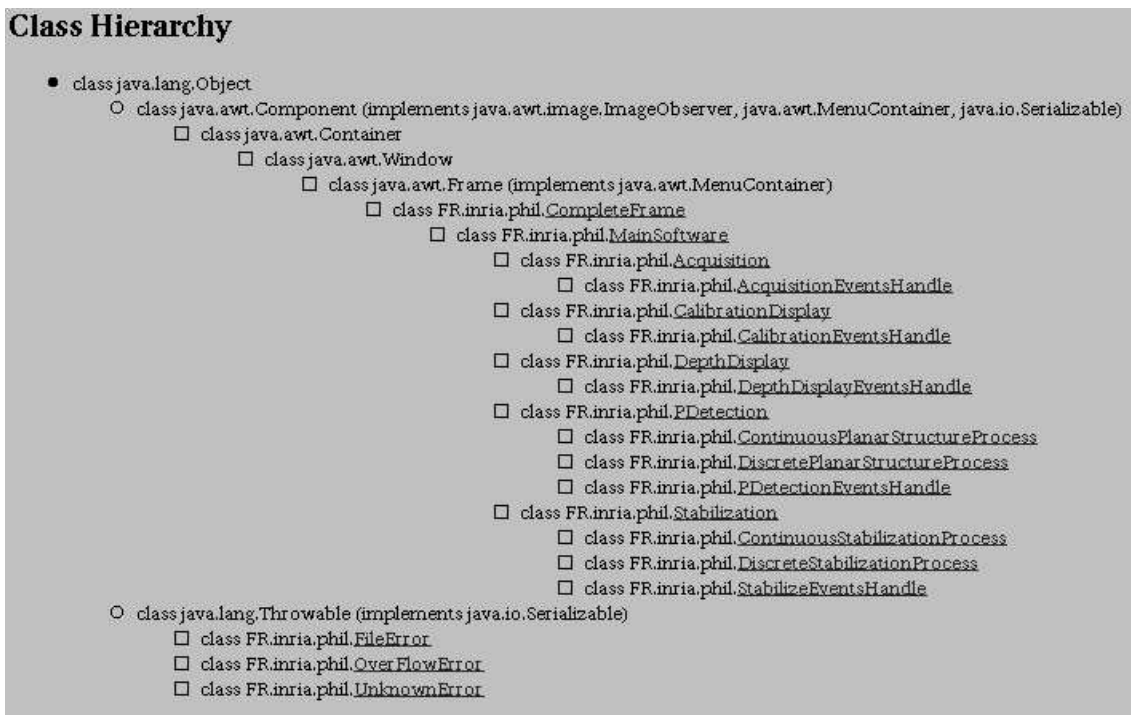 Class Hierarchy
class java.lang.Object
class java.awt.Component (implements java.awt.image.ImageObserver, java.awt.MenuContainer, java.io.Serializable)
class java.awt.Container
class java.awt.Window
class java.awt.Frame (implements java.awt.MenuContainer)
class FR.inria.phil.CompleteFrame
class FR.inria.phil.MainSoftware
class FR.inria.phil.Acquisition
class FR.inria.phil.AcquisitionEventsHandle
class FR.inria.phil.CalibrationDisplay
class FR.inria.phil.CalibrationEventsHandle
class FR.inria.phil.DepthDisplay
class FR.inria.phil.DepthDisplayEventsHandle
class FR.inria.phil.PDetection
class FR.inria.phil.ContinuousPlanarStructureProcess
class FR.inria.phil.DiscretePlanarStructureProcess
class FR.inria.phil.PDetectionEventsHandle
class FR.inria.phil.Stabilization
class FR.inria.phil.ContinuousStabilizationProcess
class FR.inria.phil.DiscreteStabilizationProcess
class FR.inria.phil.StabilizeEventsHandle
class java.lang.Throwable (implements java.io.Serializable)
class FR.inria.phil.FileError
class FR.inria.phil.OverFlowError
class FR.inria.phil.UnknownError